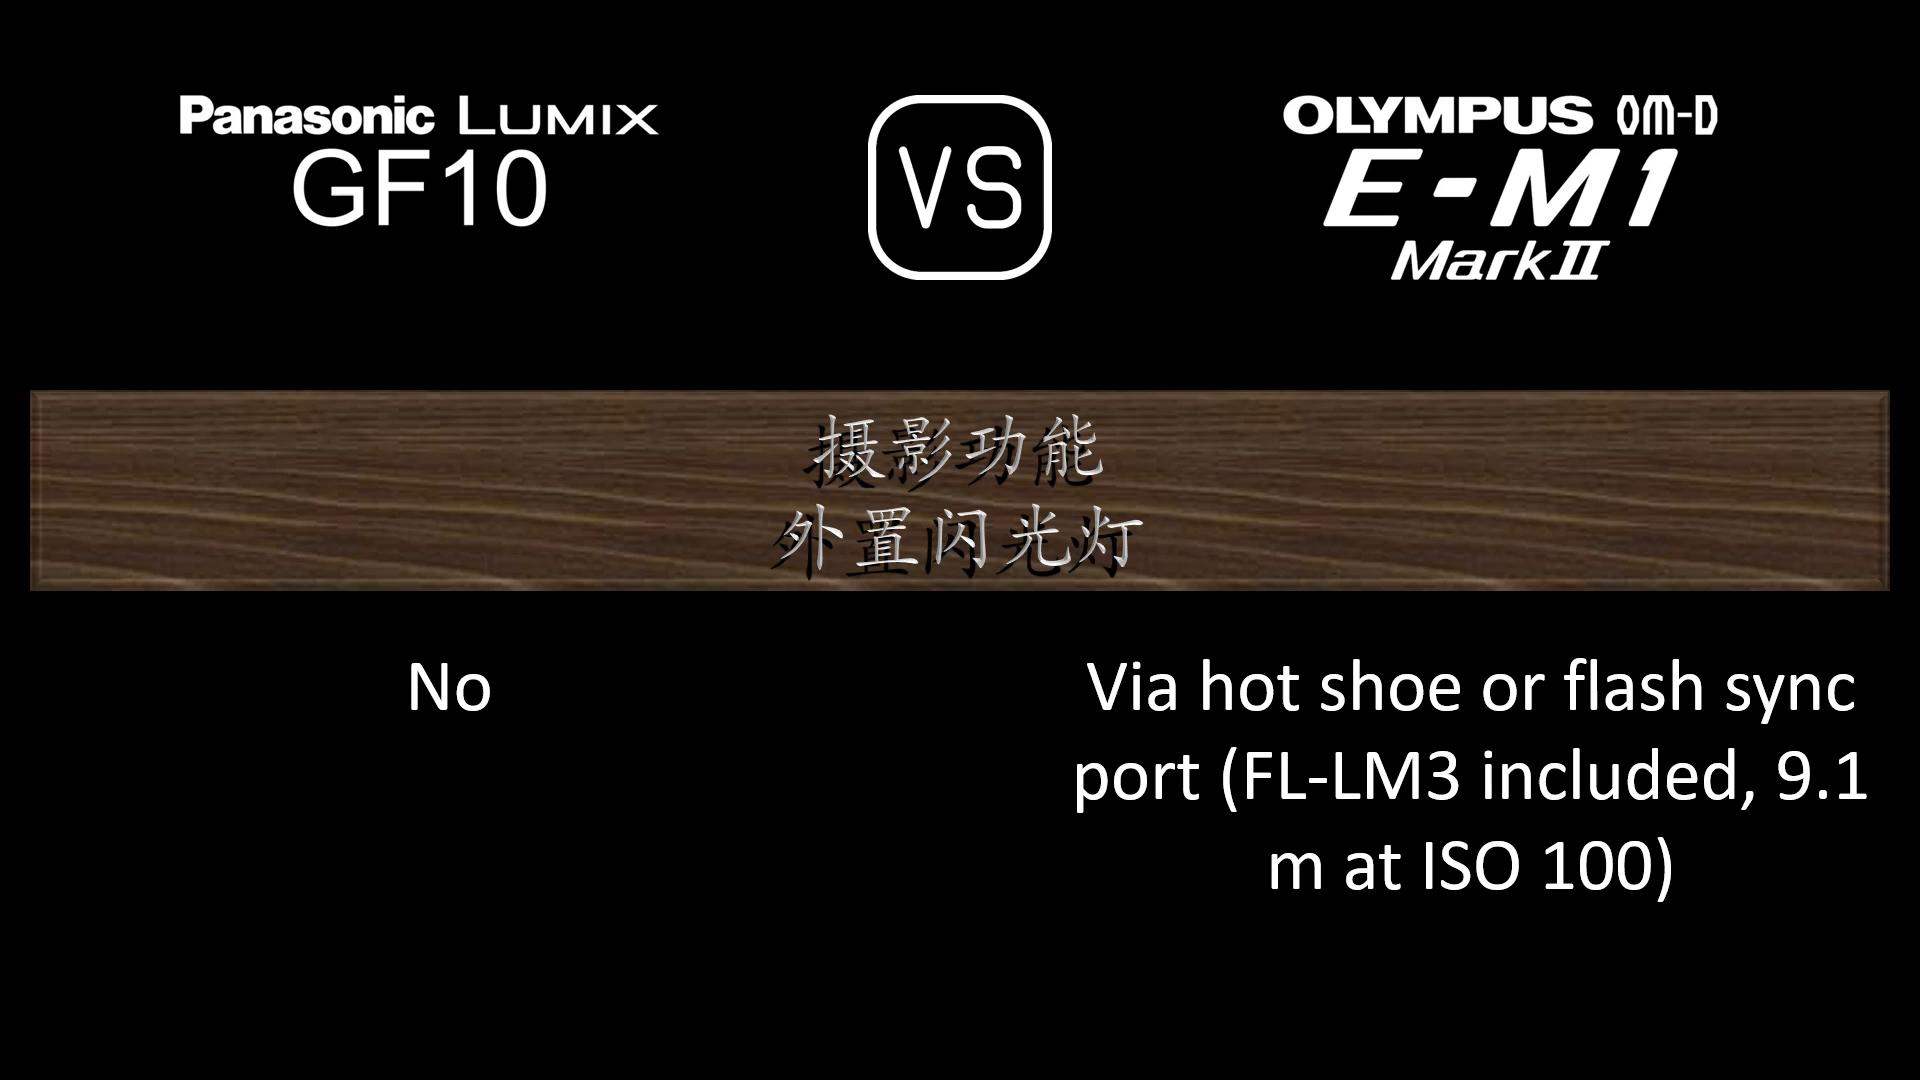 Panasonic LUMIX
GF10
VS
OLYMPUS OM-D
E-M1
Mark II
摄影功能
外置闪光灯
No
Via hot shoe or flash sync
port (FL-LM3 included, 9.1
m at ISO 100)